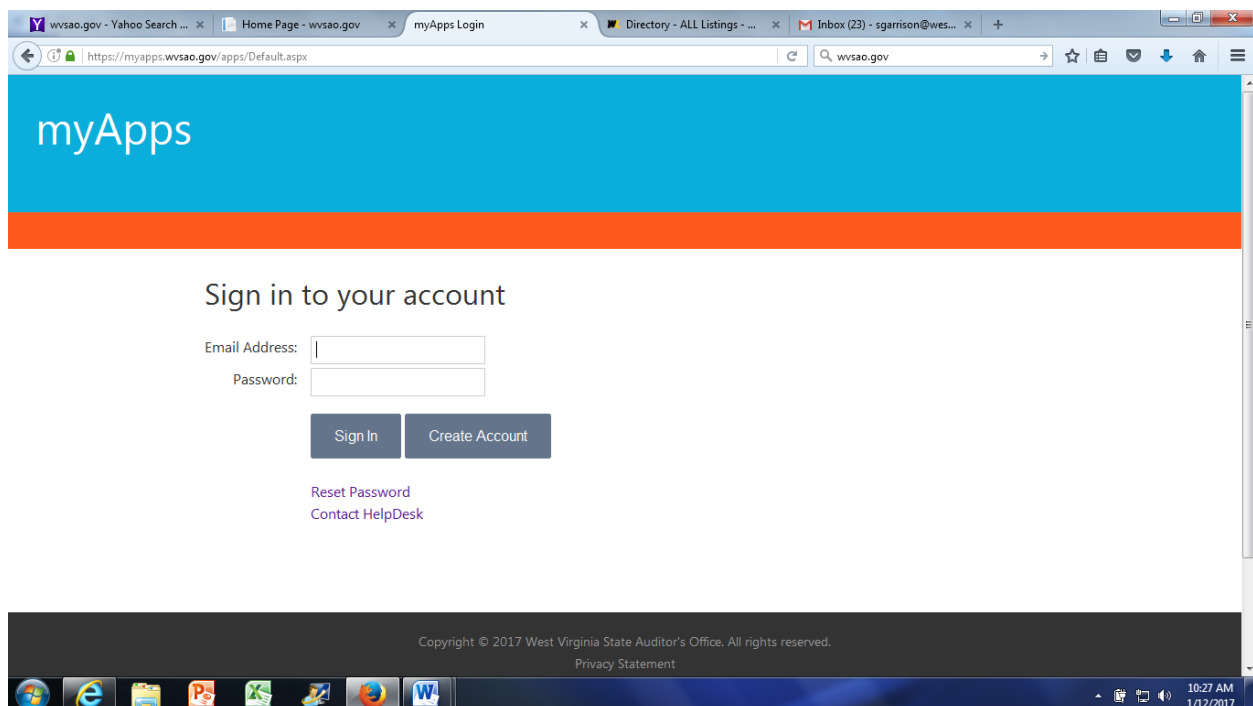 wvsao.gov - Yahoo Search ...
Home Page - wvsao.gov
myApps Login
Directory - ALL Listings - ...
Inbox (23) - sgarrison@wes...
https://myapps.wvsao.gov/apps/Default.aspx
wvsao.gov
myApps
Sign in to your account
Email Address:
Password:
Sign In
Create Account
Reset Password
Contact HelpDesk
Copyright © 2017 West Virginia State Auditor's Office. All rights reserved.
Privacy Statement
10:27 AM
1/12/2017